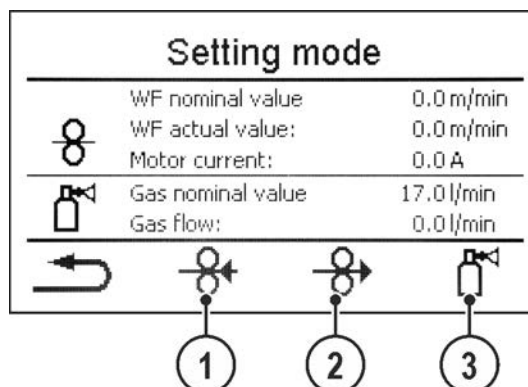 Setting mode
WF nominal value 0.0 m/min
WF actual value: 0.0 m/min
Motor current: 0.0 A
Gas nominal value 17.0 l/min
Gas flow: 0.0 l/min
1 2 3